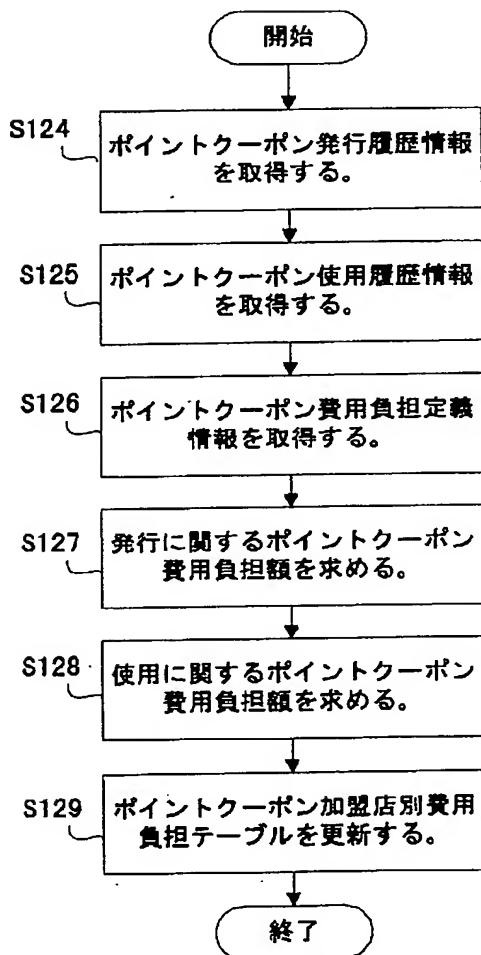 開始
S124
ポイントクーポン発行履歴情報
を取得する。
S125
ポイントクーポン使用履歴情報
を取得する。
S126
ポイントクーポン費用負担定義
情報を取得する。
S127
発行に関するポイントクーポン
費用負担額を求める。
S128
使用に関するポイントクーポン
費用負担額を求める。
S129
ポイントクーポン加盟店別費用
負担テーブルを更新する。
終了